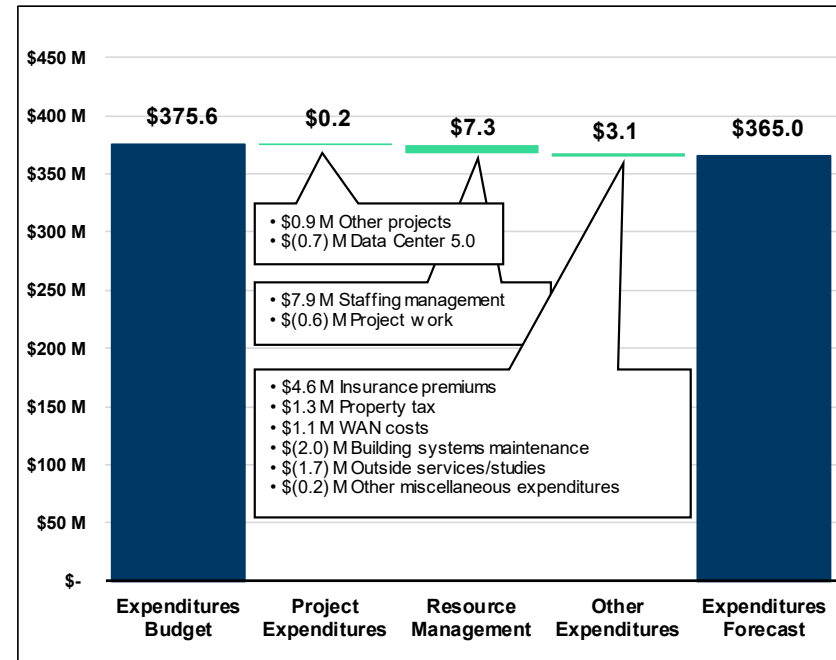 $450 M
$400 M
$350 M
$300 M
$250 M
$200 M
$150 M
$100 M
$50 M
$-
$375.6
$0.2
$7.3
$3.1
$365.0
• $0.9 M Other projects
• $(0.7) M Data Center 5.0
• $7.9 M Staffing management
• $(0.6) M Project work
• $4.6 M Insurance premiums
• $1.3 M Property tax
• $1.1 M WAN costs
• $(2.0) M Building systems maintenance
• $(1.7) M Outside services/studies
• $(0.2) M Other miscellaneous expenditures
Expenditures
Budget
Project
Expenditures
Resource
Management
Other
Expenditures
Expenditures
Forecast